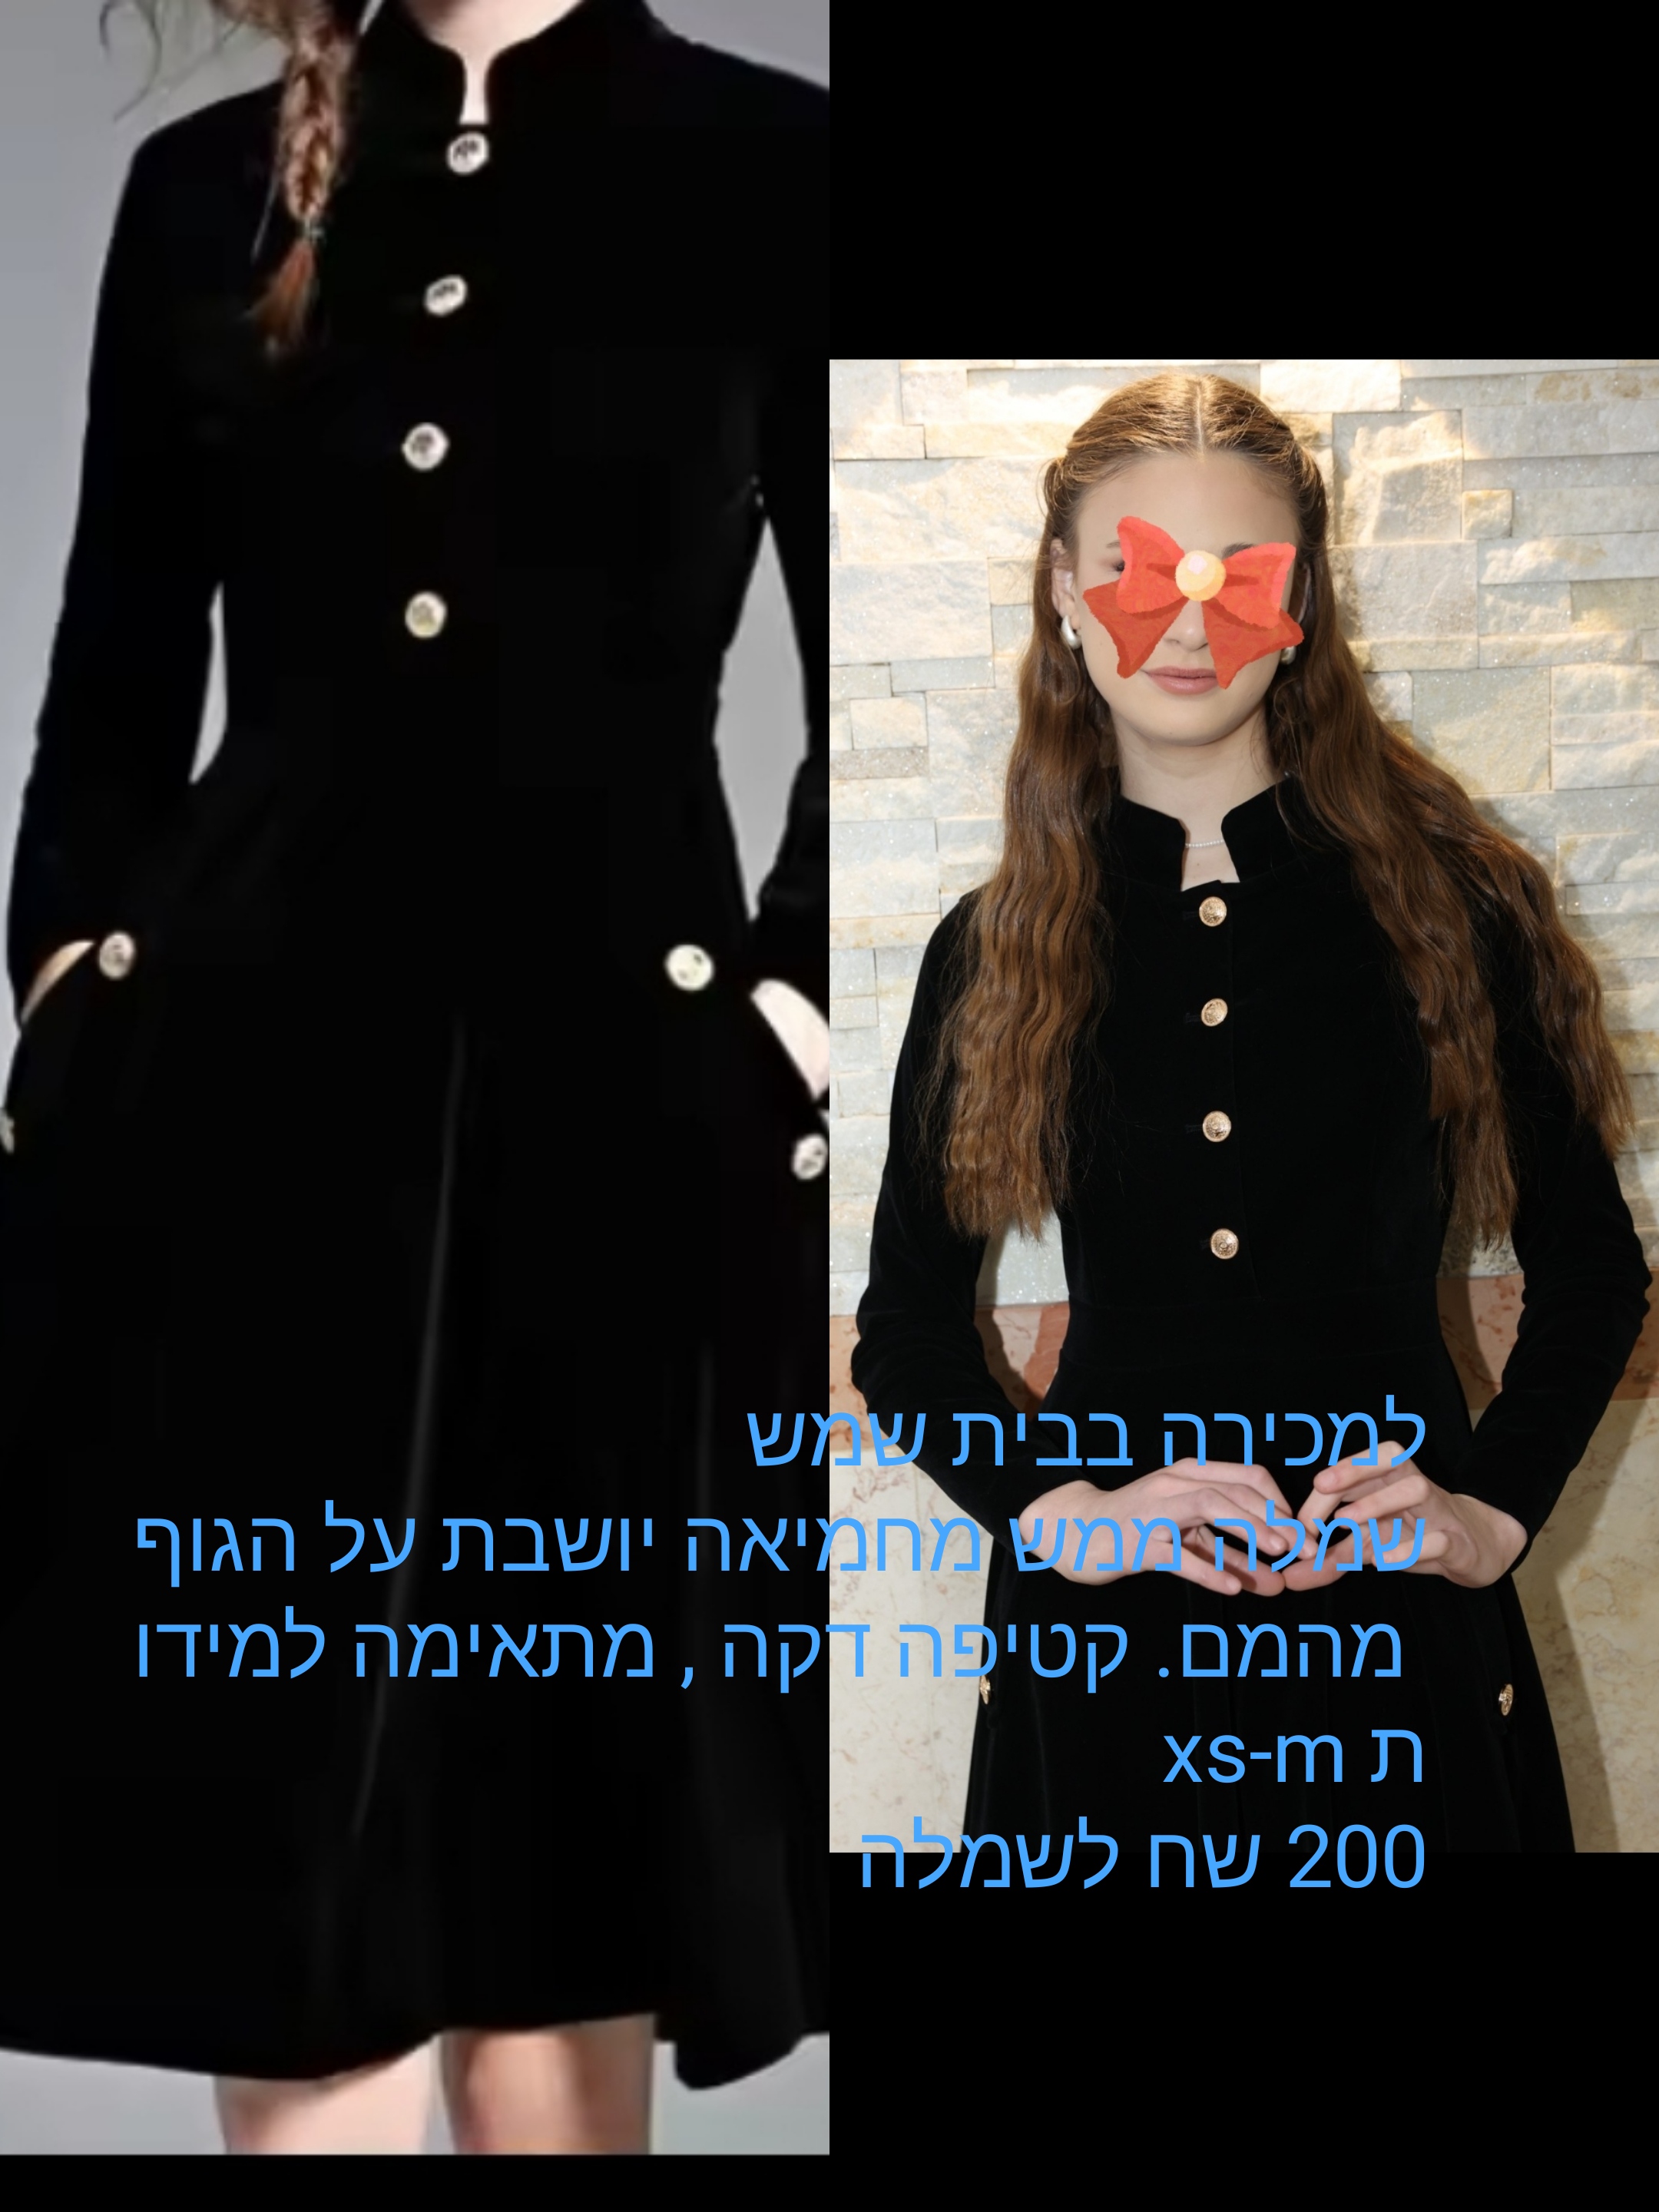 למכירה בבית שמש
שמלה ממש מחמיאה יושבת על הגוף
מהמם. קטיפה דקה , מתאימה למידו
ת xs-m
200 שח לשמלה